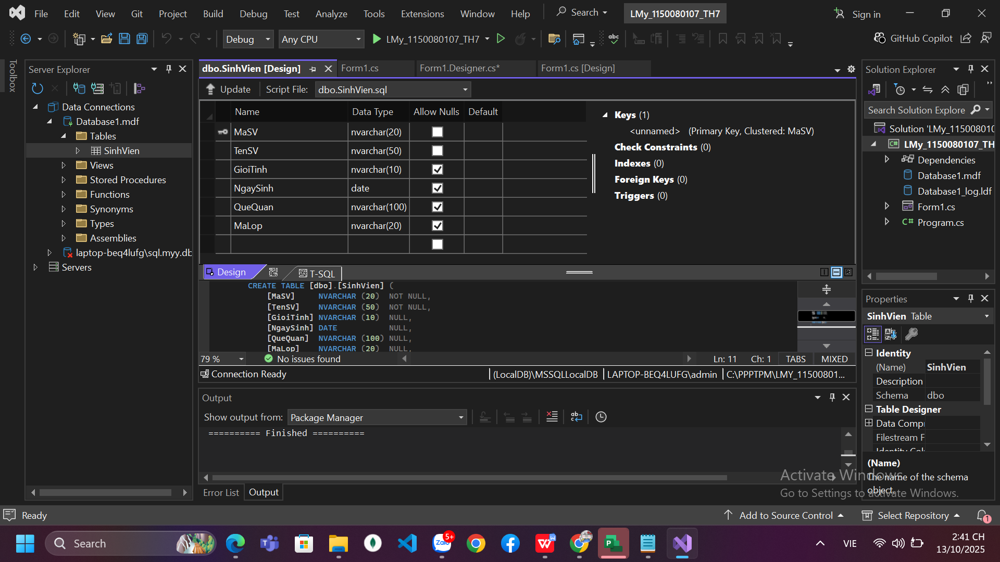 File Edit View Git Project Build Debug Test Analyze Tools Extensions Window Help Search LMy_1150080107_TH7 Sign in
Debug Any CPU LMy_1150080107_TH7 abc GitHub Copilot
Toolbox
Server Explorer
Data Connections
Database1.mdf
Tables
SinhVien
Views
Stored Procedures
Functions
Synonyms
Types
Assemblies
laptop-beq4lufg\sql.myy.db
Servers
dbo.SinhVien [Design] Form1.cs Form1.Designer.cs* Form1.cs [Design]
Update Script File: dbo.SinhVien.sql
Name Data Type Allow Nulls Default
MaSV nvarchar(20)
TenSV nvarchar(50)
GioiTinh nvarchar(10)
NgaySinh date
QueQuan nvarchar(100)
MaLop nvarchar(20)
Keys (1)
<unnamed> (Primary Key, Clustered: MaSV)
Check Constraints (0)
Indexes (0)
Foreign Keys (0)
Triggers (0)
Design T-SQL
CREATE TABLE [dbo].[SinhVien] (
[MaSV] NVARCHAR (20) NOT NULL,
[TenSV] NVARCHAR (50) NOT NULL,
[GioiTinh] NVARCHAR (10) NULL,
[NgaySinh] DATE NULL,
[QueQuan] NVARCHAR (100) NULL,
[MaLop] NVARCHAR (20) NULL,
79 % No issues found Ln: 11 Ch: 1 TABS MIXED
Connection Ready (LocalDB)\MSSQLLocalDB LAPTOP-BEQ4LUFG\admin C:\PPPTPM\LMY_11500801...
Output
Show output from: Package Manager
========== Finished ==========
Error List Output
Solution Explorer
Search Solution Explore
Solution 'LMy_11500801
LMy_1150080107_TH
Dependencies
Database1.mdf
Database1_log.ldf
Form1.cs
C# Program.cs
Properties
SinhVien Table
Identity
(Name) SinhVien
Description
Schema dbo
Table Designer
Data Comp
Filestream F
Identity Col
(Name)
The name of the schema
object.
Activate Windows
Go to Settings to activate Windows.
Ready Add to Source Control Select Repository 1
Search 5+ Zalo VIE
2:41 CH
13/10/2025